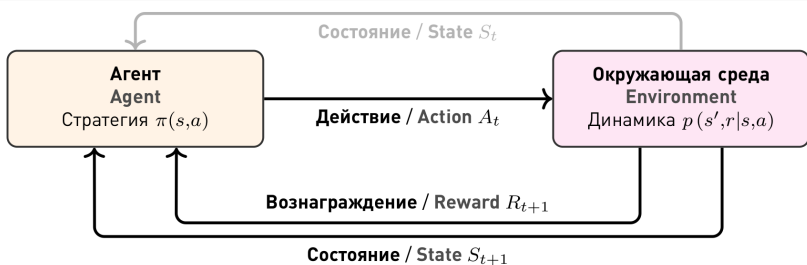 Состояние / State S_t
Агент
Agent
Стратегия π(s,a)
Действие / Action A_t
Окружающая среда
Environment
Динамика p(s′,r|s,a)
Вознаграждение / Reward R_{t+1}
Состояние / State S_{t+1}